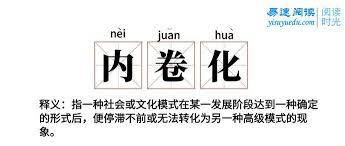 易速阅读 阅读
yisuyuedu.com 时光
nèi juǎn huà
内卷化
释义：指一种社会或文化模式在某一发展阶段达到一种确定
的形式后，便停滞不前或无法转化为另一种高级模式的现
象。